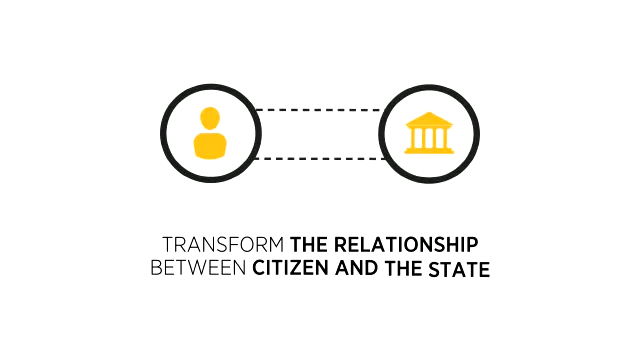 TRANSFORM THE RELATIONSHIP
BETWEEN CITIZEN AND THE STATE